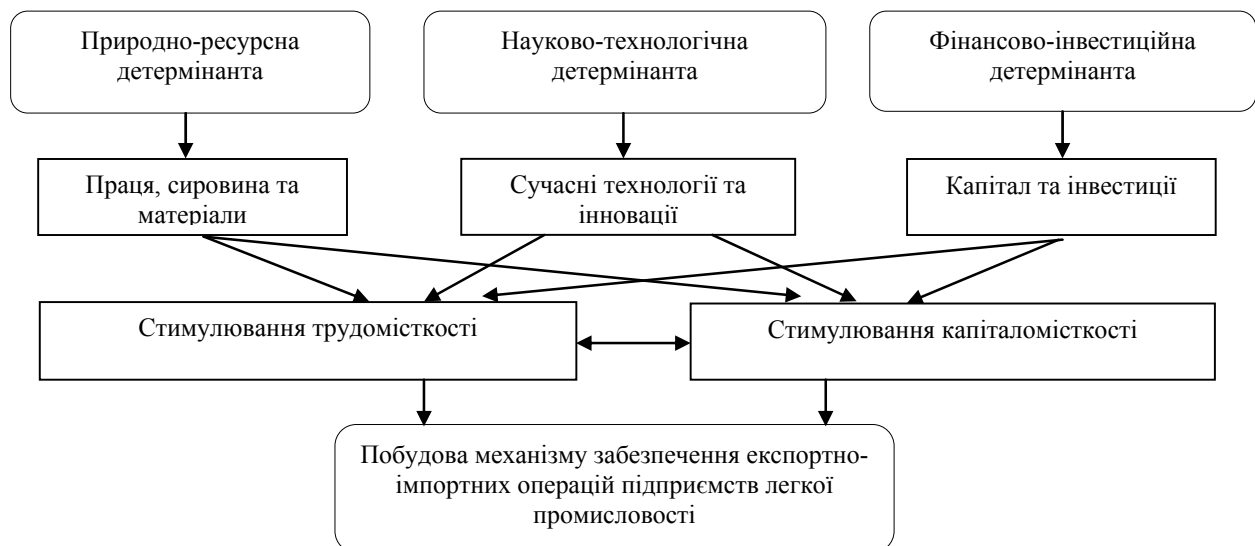 Природно-ресурсна
детермінанта
Науково-технологічна
детермінанта
Фінансово-інвестиційна
детермінанта
Праця, сировина та
матеріали
Сучасні технології та
інновації
Капітал та інвестиції
Стимулювання трудомісткості
Стимулювання капіталомісткості
Побудова механізму забезпечення експортно-
імпортних операцій підприємств легкої
промисловості